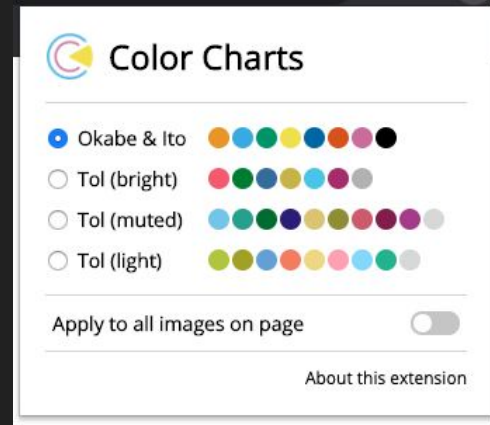 Color Charts
Okabe & Ito
Tol (bright)
Tol (muted)
Tol (light)
Apply to all images on page
About this extension